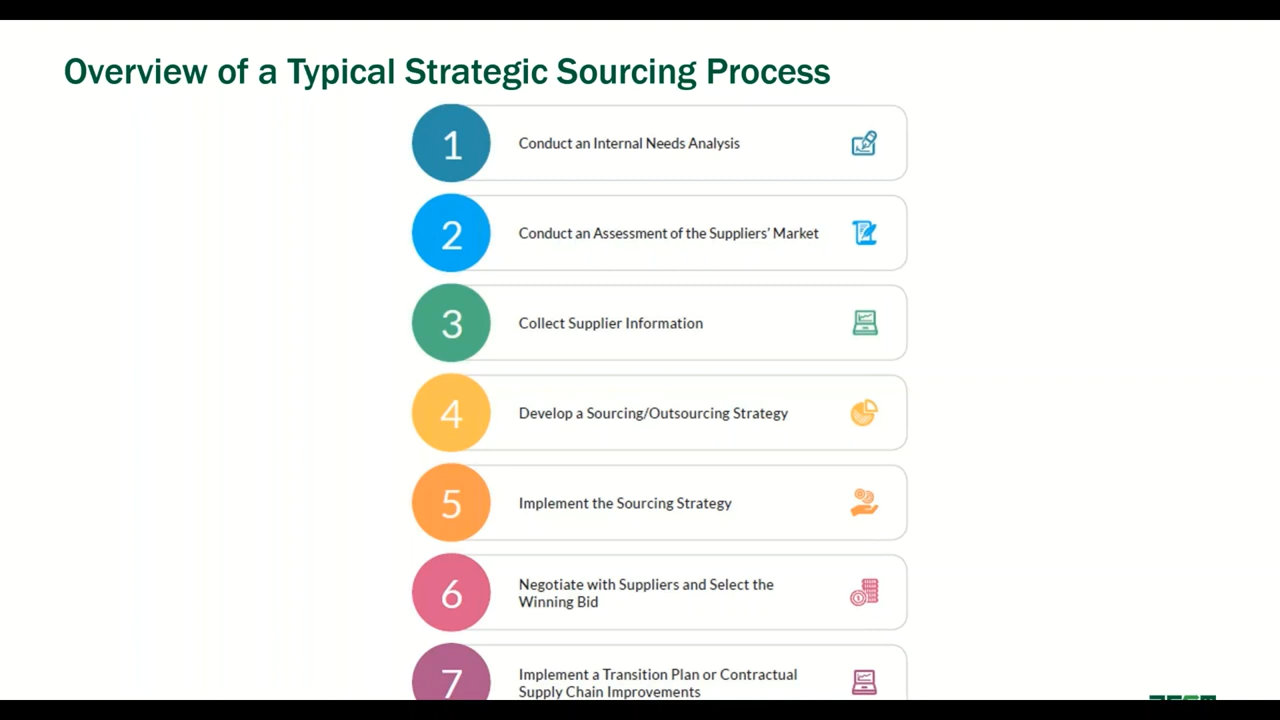 Overview of a Typical Strategic Sourcing Process
1
Conduct an Internal Needs Analysis
2
Conduct an Assessment of the Suppliers' Market
3
Collect Supplier Information
4
Develop a Sourcing/Outsourcing Strategy
5
Implement the Sourcing Strategy
6
Negotiate with Suppliers and Select the
Winning Bid
7
Implement a Transition Plan or Contractual
Supply Chain Improvements